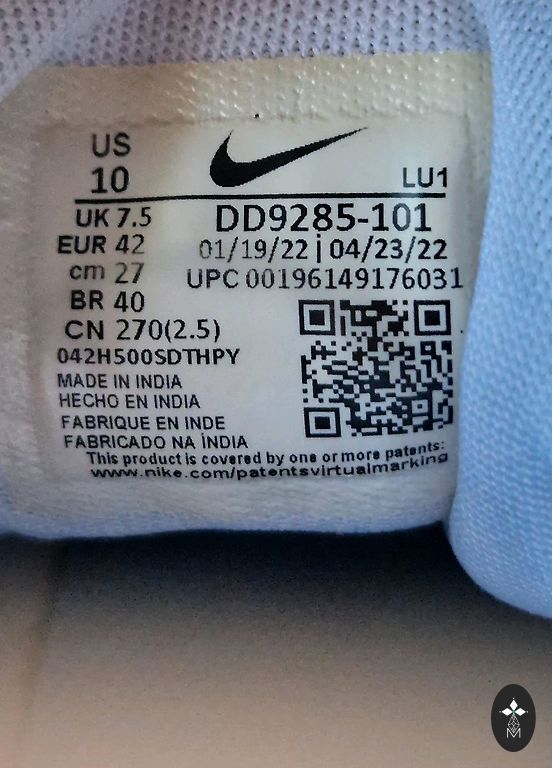 US
10
LU1
UK 7.5
DD9285-101
EUR 42
01/19/22 | 04/23/22
cm 27
UPC 00196149176031
BR 40
CN 270(2.5)
042H500SDTHPY
MADE IN INDIA
HECHO EN INDIA
FABRIQUE EN INDE
FABRICADO NA ÍNDIA
This product is covered by one or more patents:
www.nike.com/patentsvirtualmarking
M